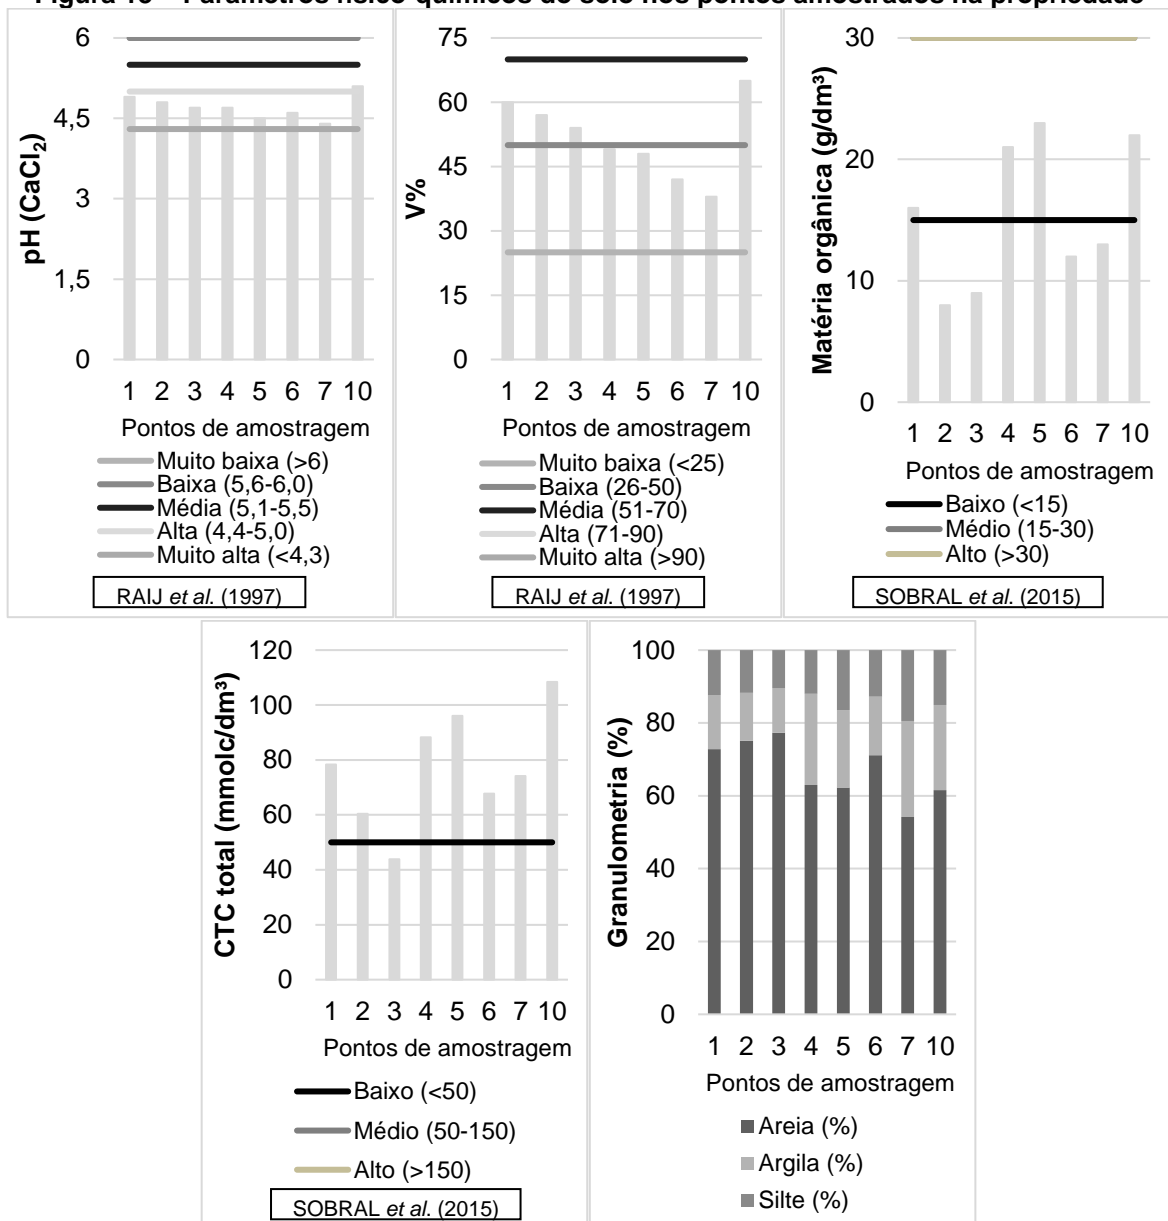 Figura 10 – Parâmetros físico-químicos do solo nos pontos amostrados na propriedade
6
4,5
3
1,5
0
pH (CaCl₂)
1 2 3 4 5 6 7 10
Pontos de amostragem
Muito baixa (>6)
Baixa (5,6-6,0)
Média (5,1-5,5)
Alta (4,4-5,0)
Muito alta (<4,3)
RAIJ et al. (1997)
75
60
45
30
15
0
V%
1 2 3 4 5 6 7 10
Pontos de amostragem
Muito baixa (<25)
Baixa (26-50)
Média (51-70)
Alta (71-90)
Muito alta (>90)
RAIJ et al. (1997)
30
20
10
0
Matéria orgânica (g/dm³)
1 2 3 4 5 6 7 10
Pontos de amostragem
Baixo (<15)
Médio (15-30)
Alto (>30)
SOBRAL et al. (2015)
120
100
80
60
40
20
0
CTC total (mmolc/dm³)
1 2 3 4 5 6 7 10
Pontos de amostragem
Baixo (<50)
Médio (50-150)
Alto (>150)
SOBRAL et al. (2015)
100
80
60
40
20
0
Granulometria (%)
1 2 3 4 5 6 7 10
Pontos de amostragem
Areia (%)
Argila (%)
Silte (%)